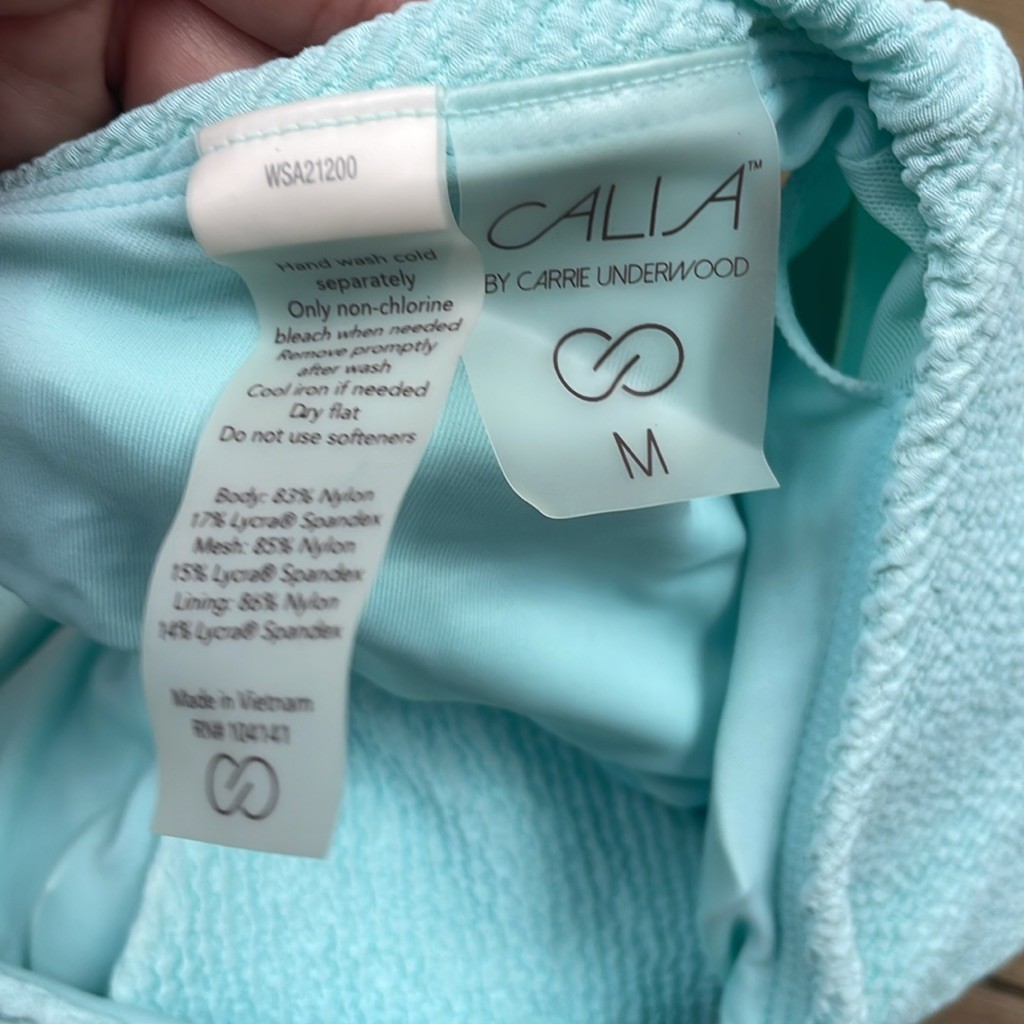 WSA21200
Hand wash cold
separately
Only non-chlorine
bleach when needed
Remove promptly
after wash
Cool iron if needed
Dry flat
Do not use softeners
Body: 83% Nylon
17% Lycra® Spandex
Mesh: 85% Nylon
15% Lycra® Spandex
Lining: 86% Nylon
14% Lycra® Spandex
Made in Vietnam
RN# 124141
CALIA™
BY CARRIE UNDERWOOD
M